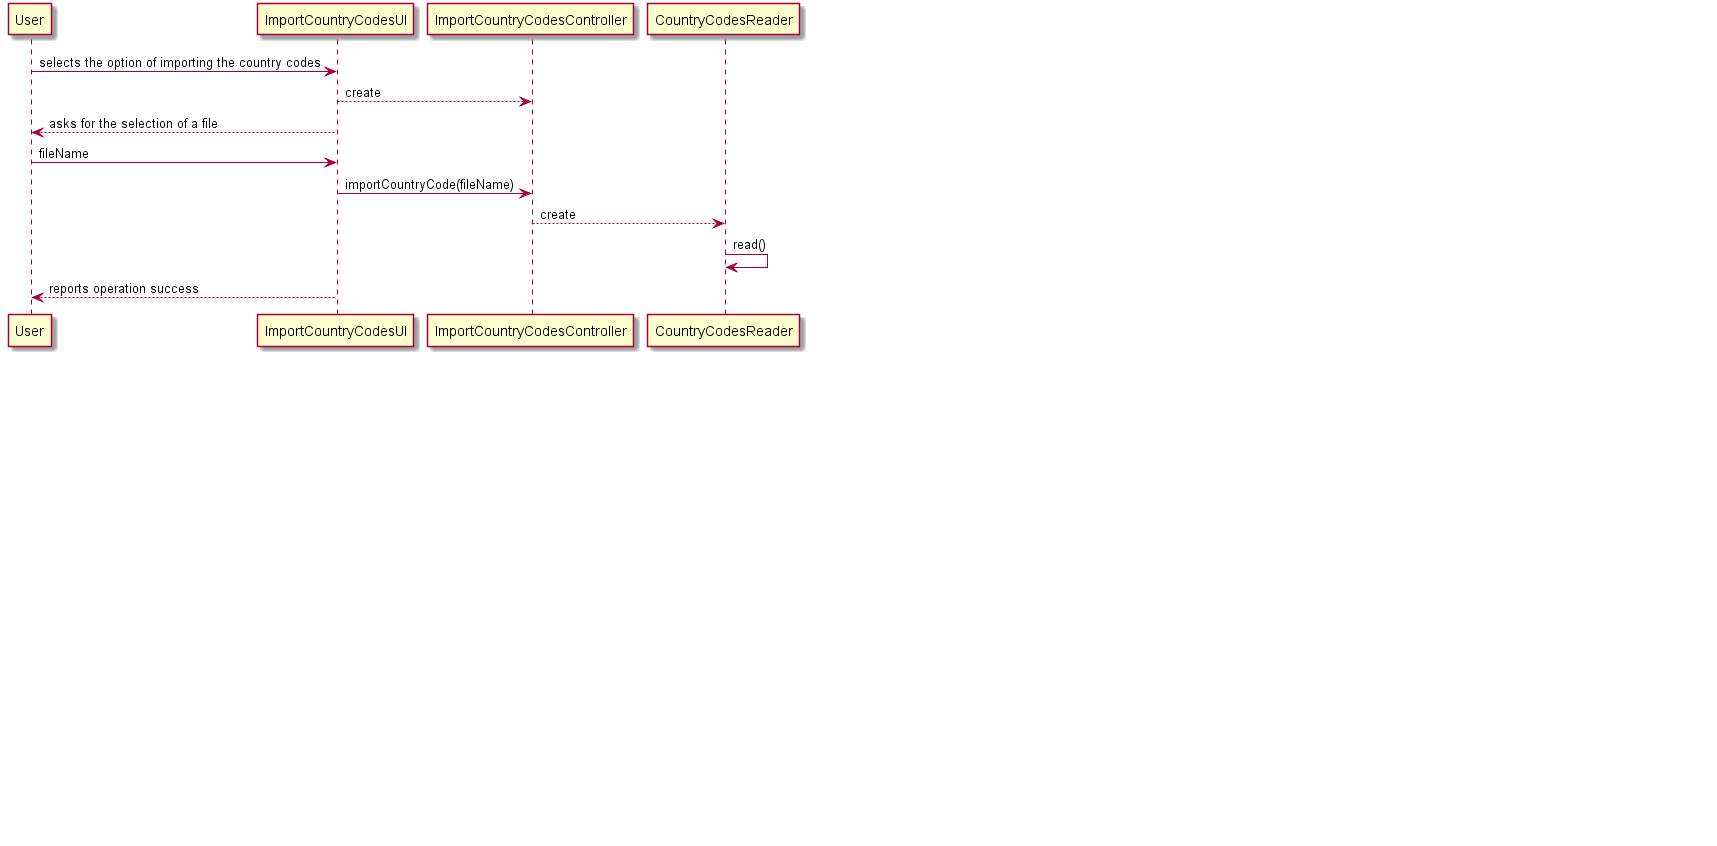 User
ImportCountryCodesUI
ImportCountryCodesController
CountryCodesReader
selects the option of importing the country codes
create
asks for the selection of a file
fileName
importCountryCode(fileName)
create
read()
reports operation success
User
ImportCountryCodesUI
ImportCountryCodesController
CountryCodesReader